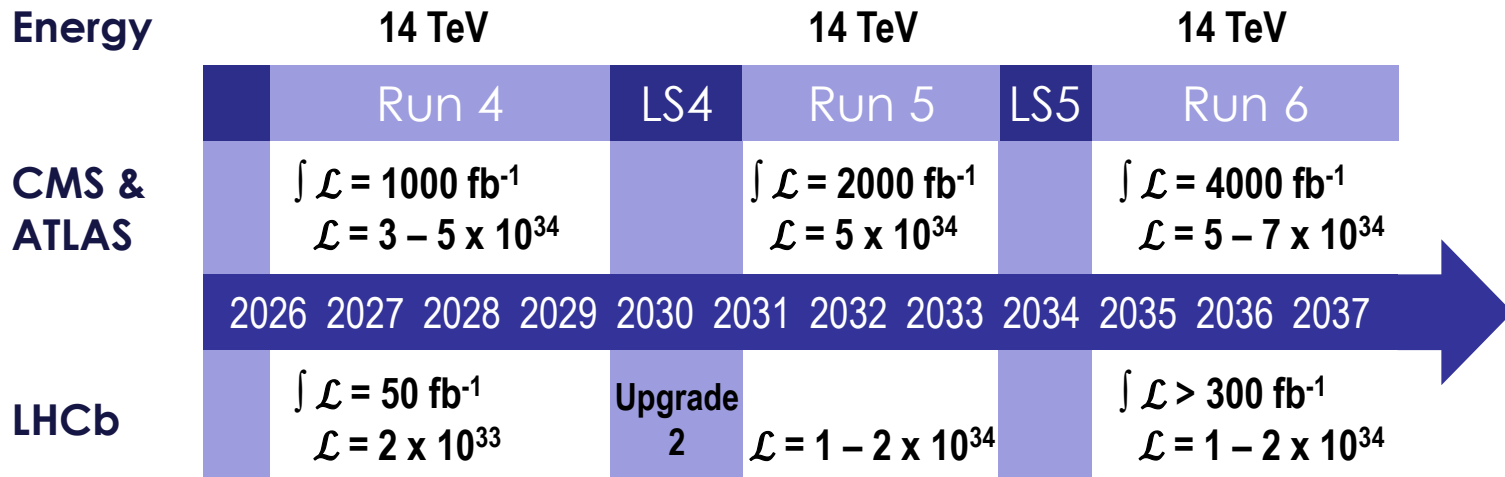 Energy 14 TeV 14 TeV 14 TeV
Run 4 LS4 Run 5 LS5 Run 6
CMS &
ATLAS
∫ ℒ = 1000 fb⁻¹ ∫ ℒ = 2000 fb⁻¹ ∫ ℒ = 4000 fb⁻¹
ℒ = 3 – 5 x 10³⁴ ℒ = 5 x 10³⁴ ℒ = 5 – 7 x 10³⁴
2026 2027 2028 2029 2030 2031 2032 2033 2034 2035 2036 2037
LHCb
∫ ℒ = 50 fb⁻¹ ∫ ℒ > 300 fb⁻¹
Upgrade
2
ℒ = 2 x 10³³ ℒ = 1 – 2 x 10³⁴ ℒ = 1 – 2 x 10³⁴